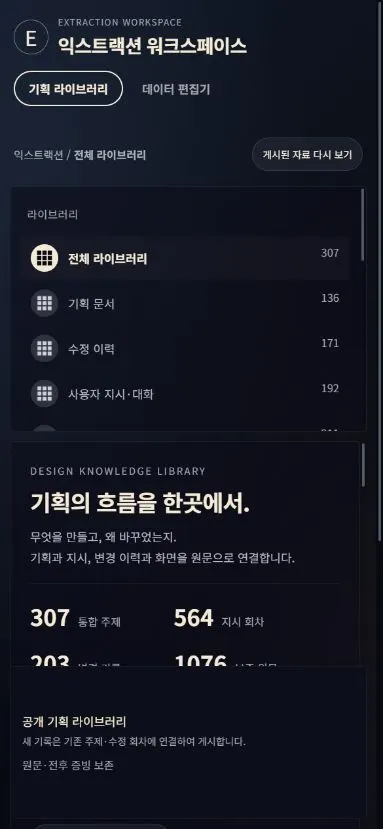 E
EXTRACTION WORKSPACE
익스트랙션 워크스페이스
기획 라이브러리
데이터 편집기
익스트랙션 / 전체 라이브러리
게시된 자료 다시 보기
라이브러리
전체 라이브러리 307
기획 문서 136
수정 이력 171
사용자 지시·대화 192
DESIGN KNOWLEDGE LIBRARY
기획의 흐름을 한곳에서.
무엇을 만들고, 왜 바꾸었는지.
기획과 지시, 변경 이력과 화면을 원문으로 연결합니다.
307 통합 주제 564 지시 회차
203 1076
공개 기획 라이브러리
새 기록은 기존 주제·수정 회차에 연결하여 게시합니다.
원문·전후 증빙 보존